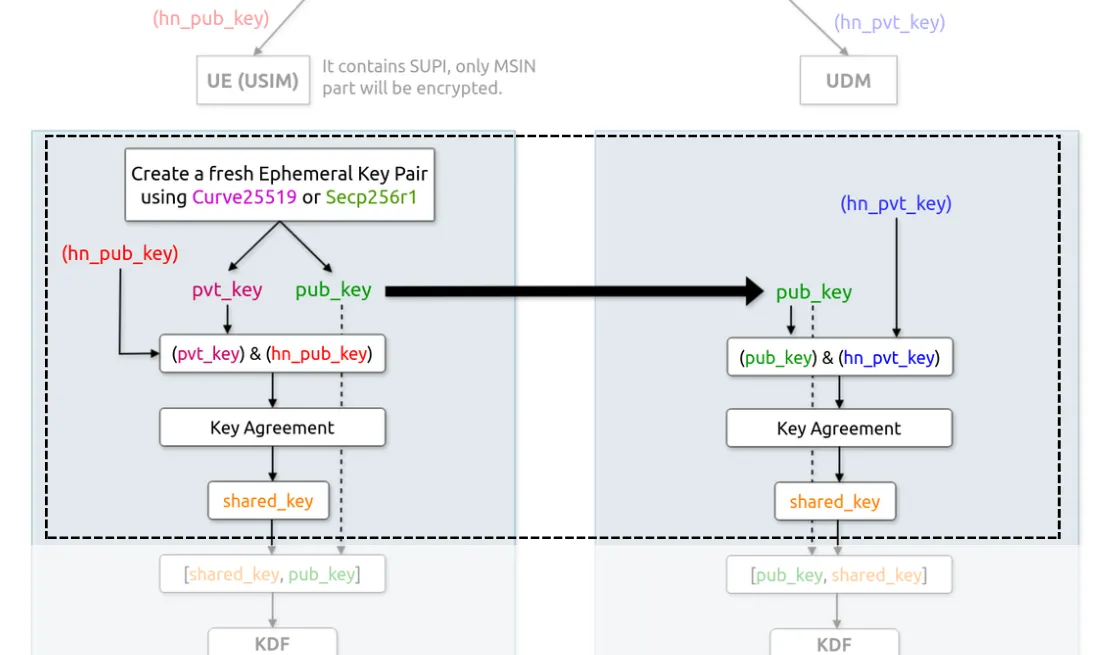 (hn_pub_key)
(hn_pvt_key)
UE (USIM)
It contains SUPI, only MSIN
part will be encrypted.
UDM
Create a fresh Ephemeral Key Pair
using Curve25519 or Secp256r1
(hn_pub_key)
(hn_pvt_key)
pvt_key
pub_key
pub_key
(pvt_key) & (hn_pub_key)
(pub_key) & (hn_pvt_key)
Key Agreement
Key Agreement
shared_key
shared_key
[shared_key, pub_key]
[pub_key, shared_key]
KDF
KDF